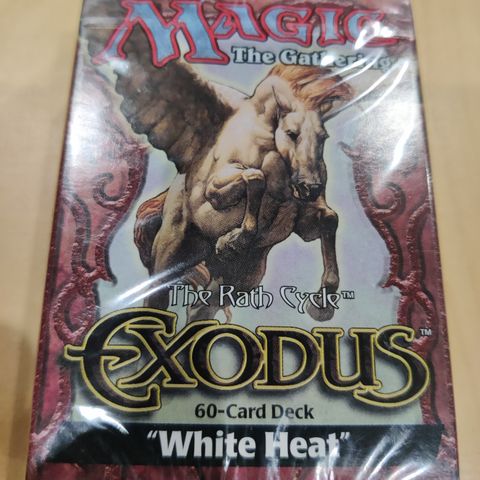 MAGIC
The Gathering
The Rath Cycle™
EXODUS™
60-Card Deck
"White Heat"